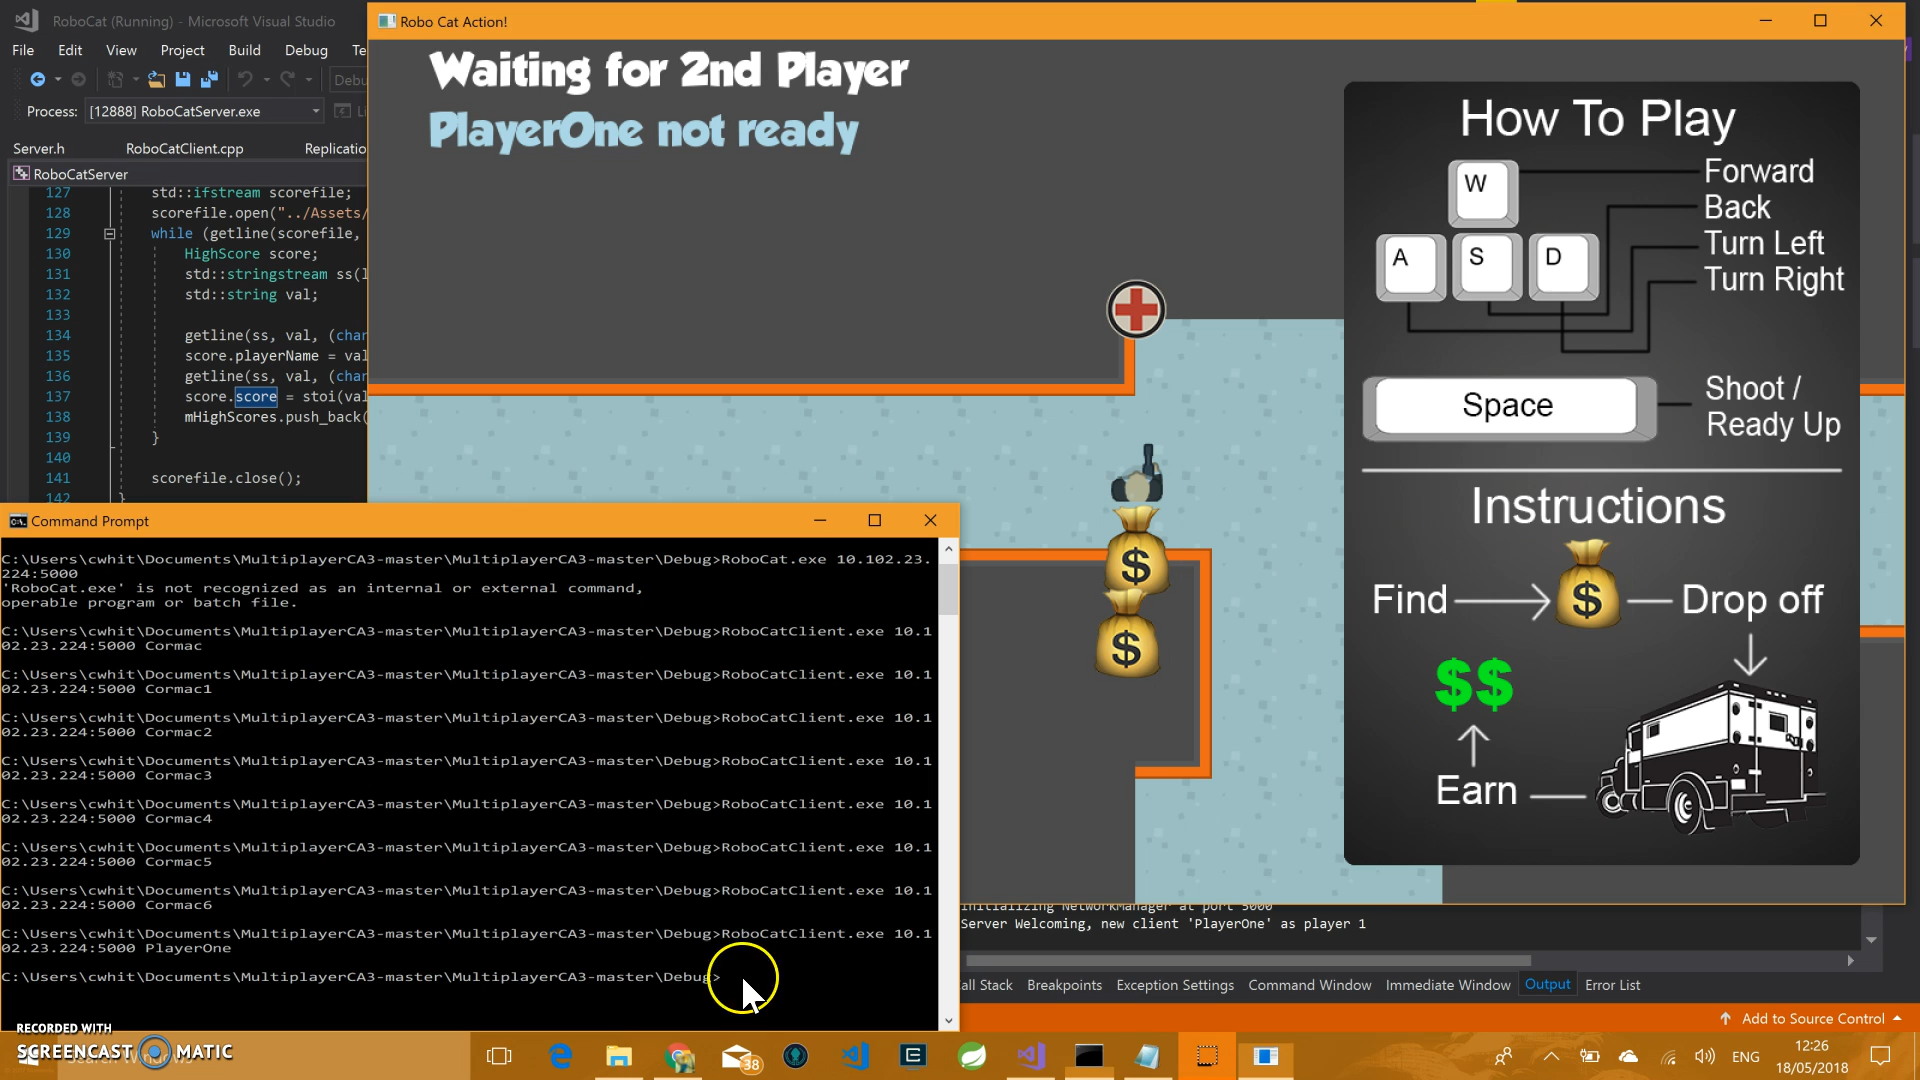 RoboCat (Running) - Microsoft Visual Studio
File Edit View Project Build Debug Te
Debu
Process: [12888] RoboCatServer.exe
Server.h RoboCatClient.cpp Replicatio
RoboCatServer
127 std::ifstream scorefile;
128 scorefile.open("../Assets/
129 while (getline(scorefile,
130 HighScore score;
131 std::stringstream ss(l
132 std::string val;
133
134 getline(ss, val, (char
135 score.playerName = val
136 getline(ss, val, (char
137 score.score = stoi(val
138 mHighScores.push_back(
139 }
140
141 scorefile.close();
142 }
Robo Cat Action!
Waiting for 2nd Player
PlayerOne not ready
How To Play
W
A S D
Forward
Back
Turn Left
Turn Right
Space
Shoot /
Ready Up
Instructions
Find $ Drop off
$$
Earn
$
$
Command Prompt
C:\Users\cwhit\Documents\MultiplayerCA3-master\MultiplayerCA3-master\Debug>RoboCat.exe 10.102.23.
224:5000
'RoboCat.exe' is not recognized as an internal or external command,
operable program or batch file.
C:\Users\cwhit\Documents\MultiplayerCA3-master\MultiplayerCA3-master\Debug>RoboCatClient.exe 10.1
02.23.224:5000 Cormac
C:\Users\cwhit\Documents\MultiplayerCA3-master\MultiplayerCA3-master\Debug>RoboCatClient.exe 10.1
02.23.224:5000 Cormac1
C:\Users\cwhit\Documents\MultiplayerCA3-master\MultiplayerCA3-master\Debug>RoboCatClient.exe 10.1
02.23.224:5000 Cormac2
C:\Users\cwhit\Documents\MultiplayerCA3-master\MultiplayerCA3-master\Debug>RoboCatClient.exe 10.1
02.23.224:5000 Cormac3
C:\Users\cwhit\Documents\MultiplayerCA3-master\MultiplayerCA3-master\Debug>RoboCatClient.exe 10.1
02.23.224:5000 Cormac4
C:\Users\cwhit\Documents\MultiplayerCA3-master\MultiplayerCA3-master\Debug>RoboCatClient.exe 10.1
02.23.224:5000 Cormac5
C:\Users\cwhit\Documents\MultiplayerCA3-master\MultiplayerCA3-master\Debug>RoboCatClient.exe 10.1
02.23.224:5000 Cormac6
C:\Users\cwhit\Documents\MultiplayerCA3-master\MultiplayerCA3-master\Debug>RoboCatClient.exe 10.1
02.23.224:5000 PlayerOne
C:\Users\cwhit\Documents\MultiplayerCA3-master\MultiplayerCA3-master\Debug>
Initializing NetworkManager at port 5000
Server Welcoming, new client 'PlayerOne' as player 1
all Stack Breakpoints Exception Settings Command Window Immediate Window Output Error List
Add to Source Control
RECORDED WITH
SCREENCAST MATIC
38
ENG
12:26
18/05/2018